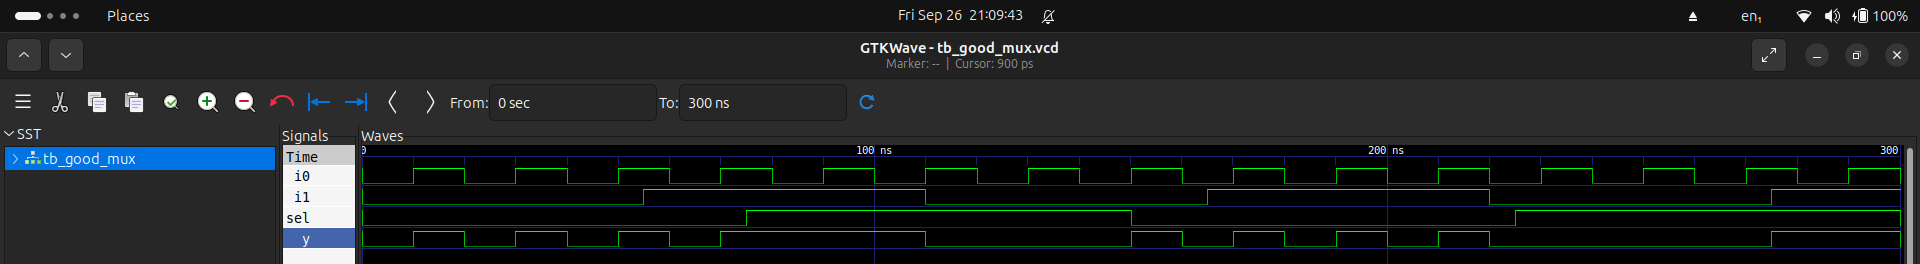 Places
Fri Sep 26 21:09:43
en₁
100%
GTKWave - tb_good_mux.vcd
Marker: -- | Cursor: 900 ps
From: 0 sec
To: 300 ns
SST
tb_good_mux
Signals
Time
i0
i1
sel
y
Waves
0
100 ns
200 ns
300